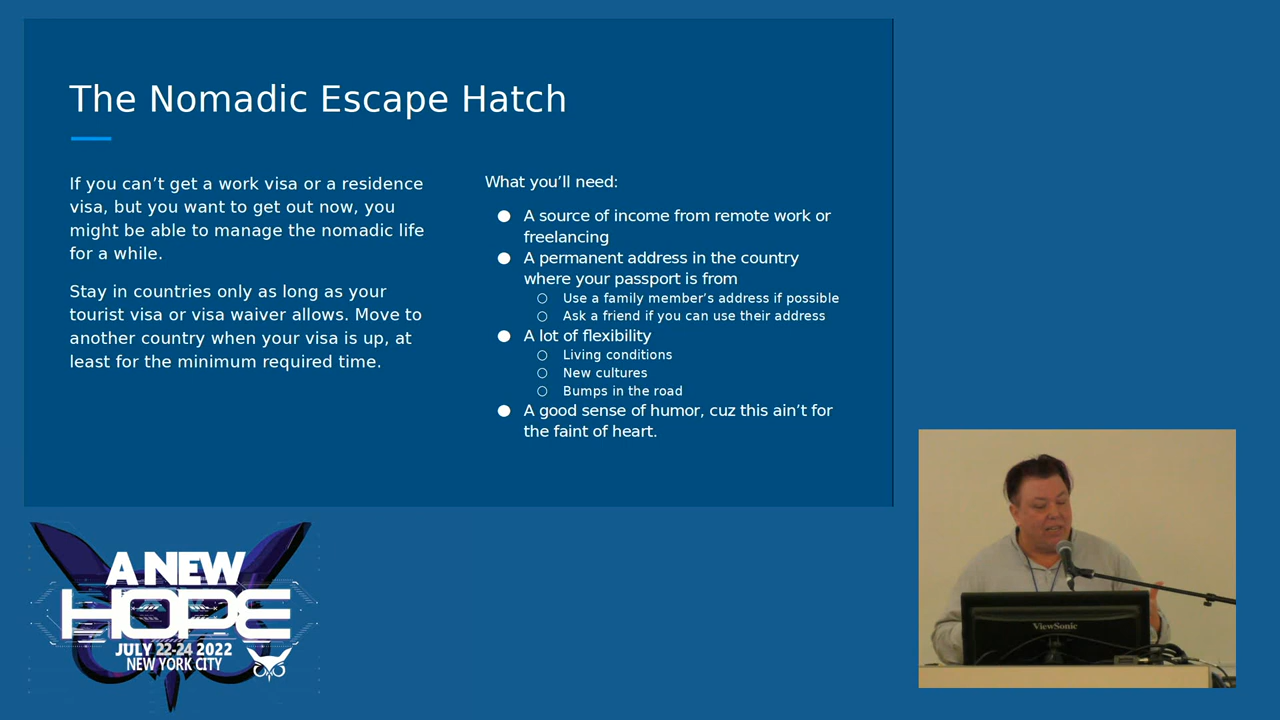 The Nomadic Escape Hatch
If you can’t get a work visa or a residence
visa, but you want to get out now, you
might be able to manage the nomadic life
for a while.
Stay in countries only as long as your
tourist visa or visa waiver allows. Move to
another country when your visa is up, at
least for the minimum required time.
What you’ll need:
● A source of income from remote work or
freelancing
● A permanent address in the country
where your passport is from
○ Use a family member’s address if possible
○ Ask a friend if you can use their address
● A lot of flexibility
○ Living conditions
○ New cultures
○ Bumps in the road
● A good sense of humor, cuz this ain’t for
the faint of heart.
A NEW
HOPE
JULY 22-24 2022
NEW YORK CITY
ViewSonic